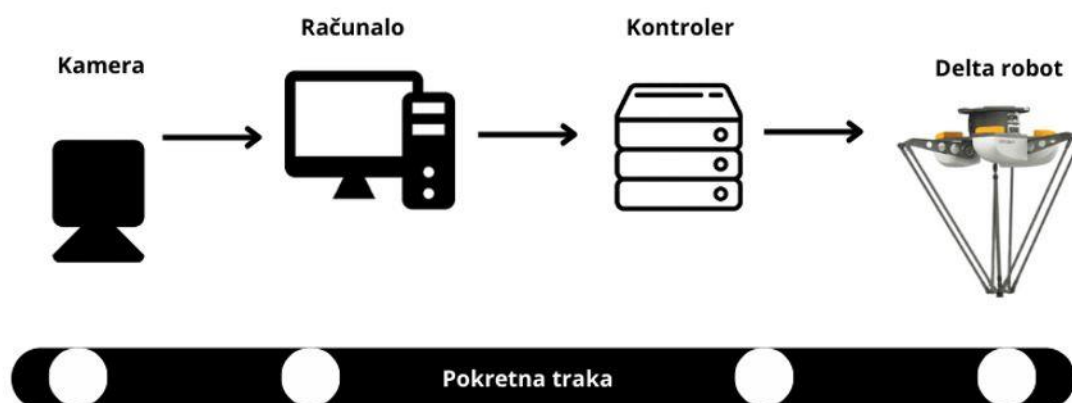 Kamera
Računalo
Kontroler
Delta robot
Pokretna traka